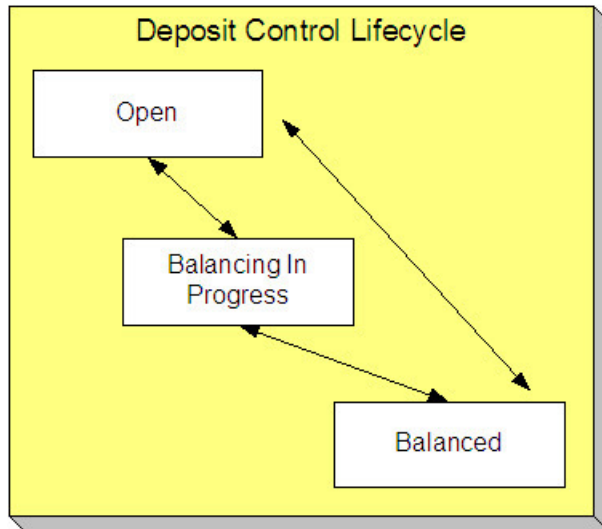 Deposit Control Lifecycle
Open
Balancing In
Progress
Balanced